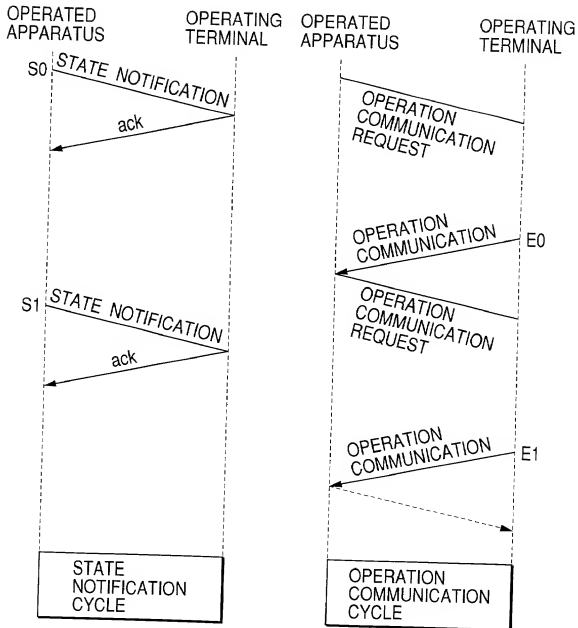 OPERATED
APPARATUS
OPERATING
TERMINAL
S0
STATE NOTIFICATION
ack
S1
STATE NOTIFICATION
ack
STATE
NOTIFICATION
CYCLE
OPERATED
APPARATUS
OPERATING
TERMINAL
OPERATION
COMMUNICATION
REQUEST
OPERATION
COMMUNICATION
E0
OPERATION
COMMUNICATION
REQUEST
OPERATION
COMMUNICATION
E1
OPERATION
COMMUNICATION
CYCLE